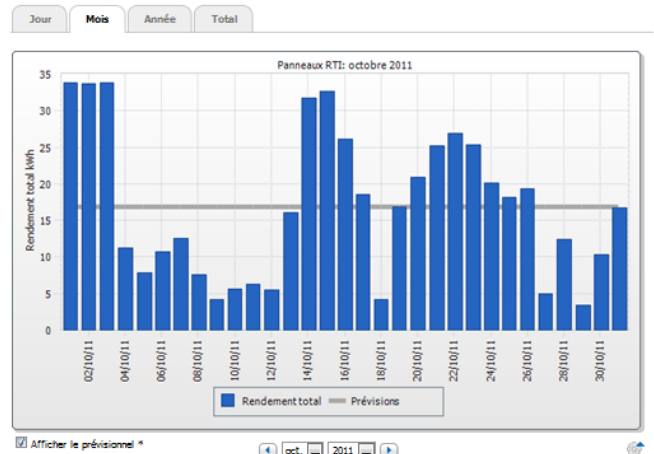 Jour Mois Année Total
Panneaux RTI: octobre 2011
Rendement total kWh
35
30
25
20
15
10
5
0
02/10/11 04/10/11 06/10/11 08/10/11 10/10/11 12/10/11 14/10/11 16/10/11 18/10/11 20/10/11 22/10/11 24/10/11 26/10/11 28/10/11 30/10/11
Rendement total Prévisions
Afficher le prévisionnel *
oct. 2011